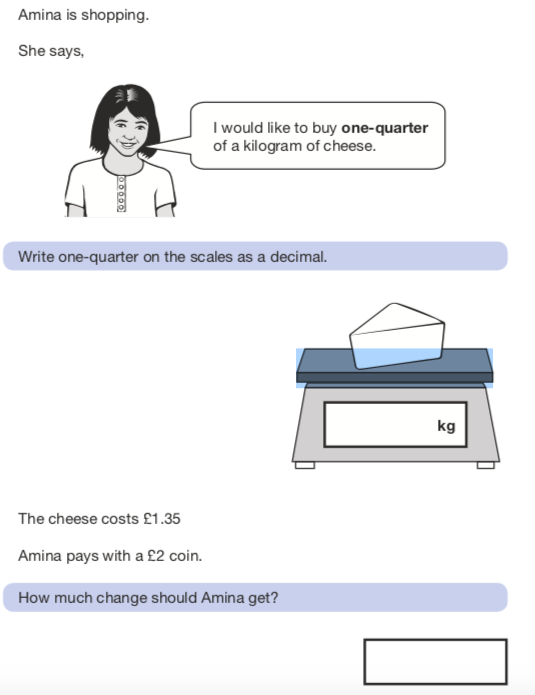 Amina is shopping.
She says,
I would like to buy one-quarter
of a kilogram of cheese.
Write one-quarter on the scales as a decimal.
kg
The cheese costs £1.35
Amina pays with a £2 coin.
How much change should Amina get?